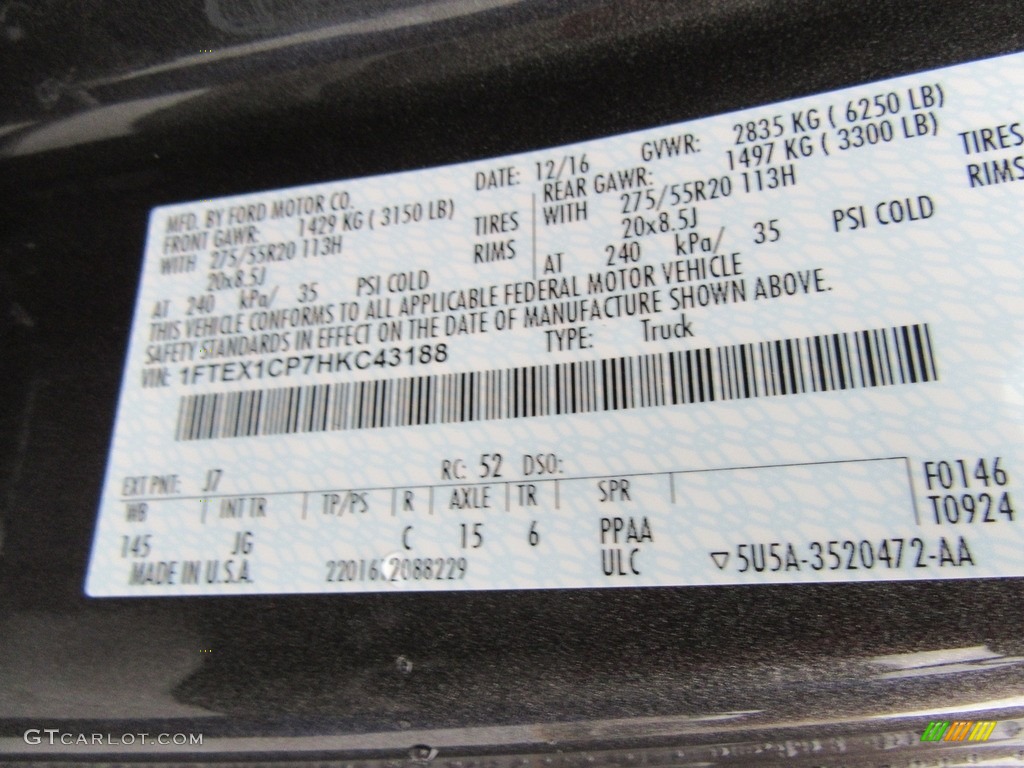 MFD. BY FORD MOTOR CO. DATE: 12/16 GVWR: 2835 KG ( 6250 LB)
FRONT GAWR: 1429 KG ( 3150 LB) REAR GAWR: 1497 KG ( 3300 LB)
WITH 275/55R20 113H TIRES WITH 275/55R20 113H TIRES
20x8.5J RIMS 20x8.5J RIMS
AT 240 kPa/ 35 PSI COLD AT 240 kPa/ 35 PSI COLD
THIS VEHICLE CONFORMS TO ALL APPLICABLE FEDERAL MOTOR VEHICLE
SAFETY STANDARDS IN EFFECT ON THE DATE OF MANUFACTURE SHOWN ABOVE.
VIN: 1FTEX1CP7HKC43188 TYPE: Truck
EXT PNT: J7 RC: 52 DSO:
WB INT TR TP/PS R AXLE TR SPR F0146
145 JG C 15 6 PPAA T0924
MADE IN U.S.A. ULC ▽5U5A-3520472-AA
GTCARLOT.COM